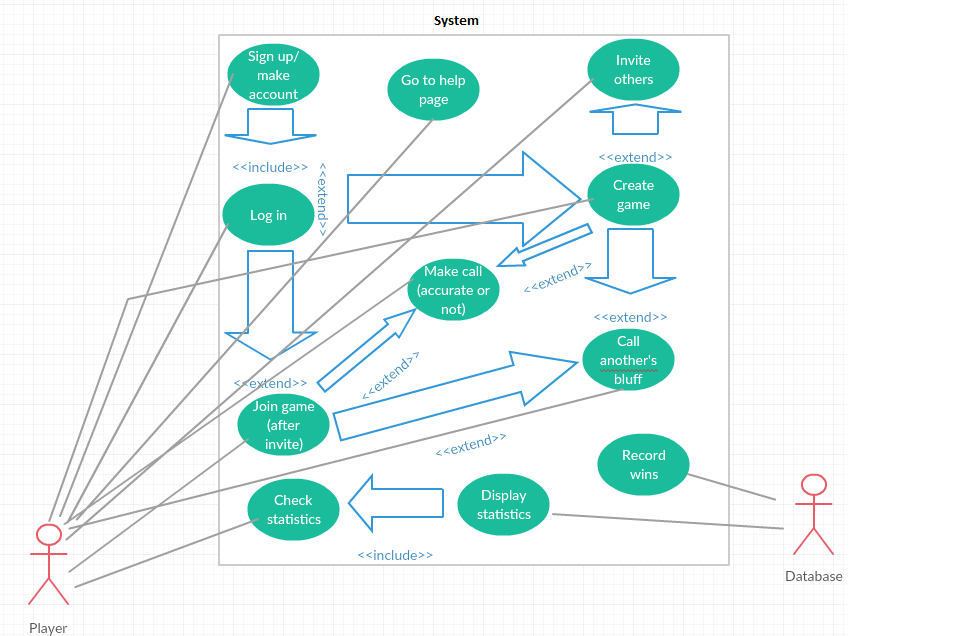 System
Sign up/
make
account
Go to help
page
Invite
others
<<include>>
<<extend>>
<<extend>>
Log in
Create
game
Make call
(accurate or
not)
<<extend>>
<<extend>>
Call
another's
bluff
<<extend>>
<<extend>>
Join game
(after
invite)
<<extend>>
Record
wins
Check
statistics
Display
statistics
<<include>>
Database
Player